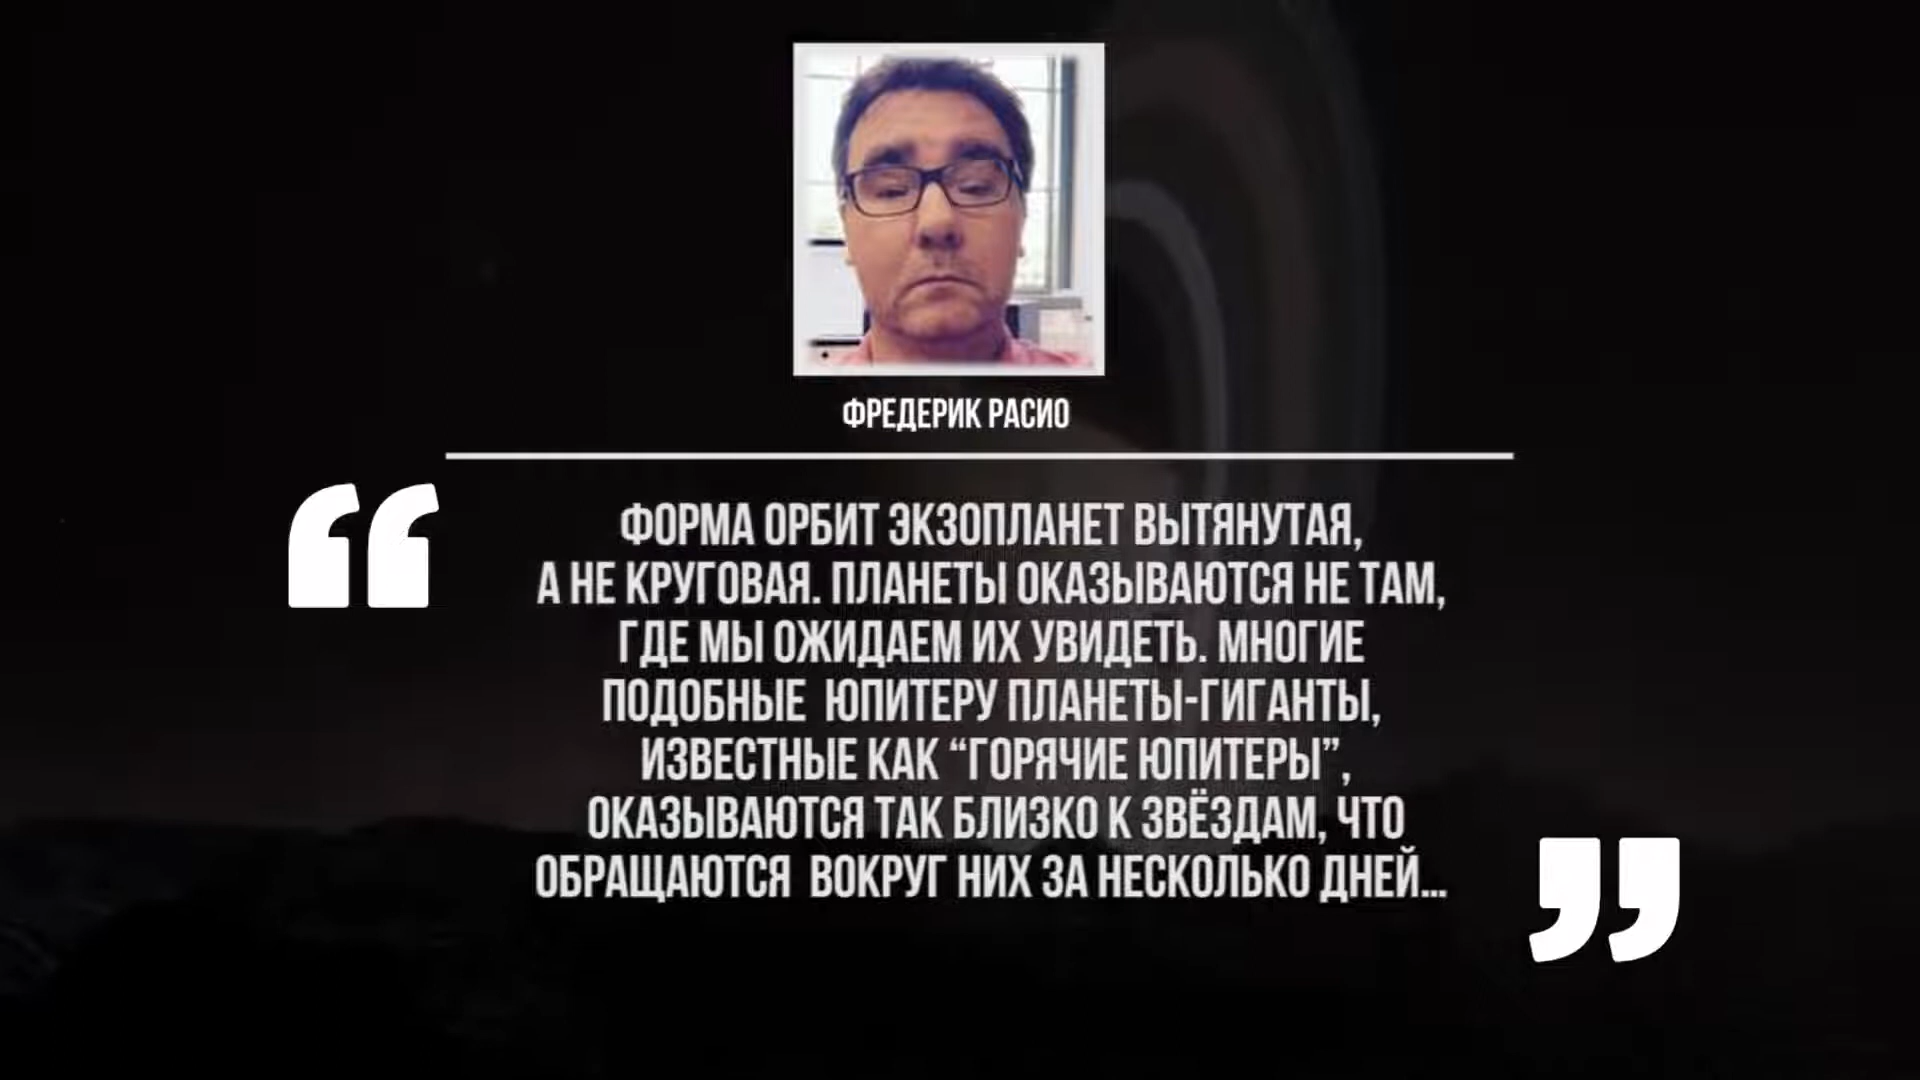 ФРЕДЕРИК РАСИО
“
ФОРМА ОРБИТ ЭКЗОПЛАНЕТ ВЫТЯНУТАЯ,
А НЕ КРУГОВАЯ. ПЛАНЕТЫ ОКАЗЫВАЮТСЯ НЕ ТАМ,
ГДЕ МЫ ОЖИДАЕМ ИХ УВИДЕТЬ. МНОГИЕ
ПОДОБНЫЕ ЮПИТЕРУ ПЛАНЕТЫ-ГИГАНТЫ,
ИЗВЕСТНЫЕ КАК “ГОРЯЧИЕ ЮПИТЕРЫ”,
ОКАЗЫВАЮТСЯ ТАК БЛИЗКО К ЗВЁЗДАМ, ЧТО
ОБРАЩАЮТСЯ ВОКРУГ НИХ ЗА НЕСКОЛЬКО ДНЕЙ...
”